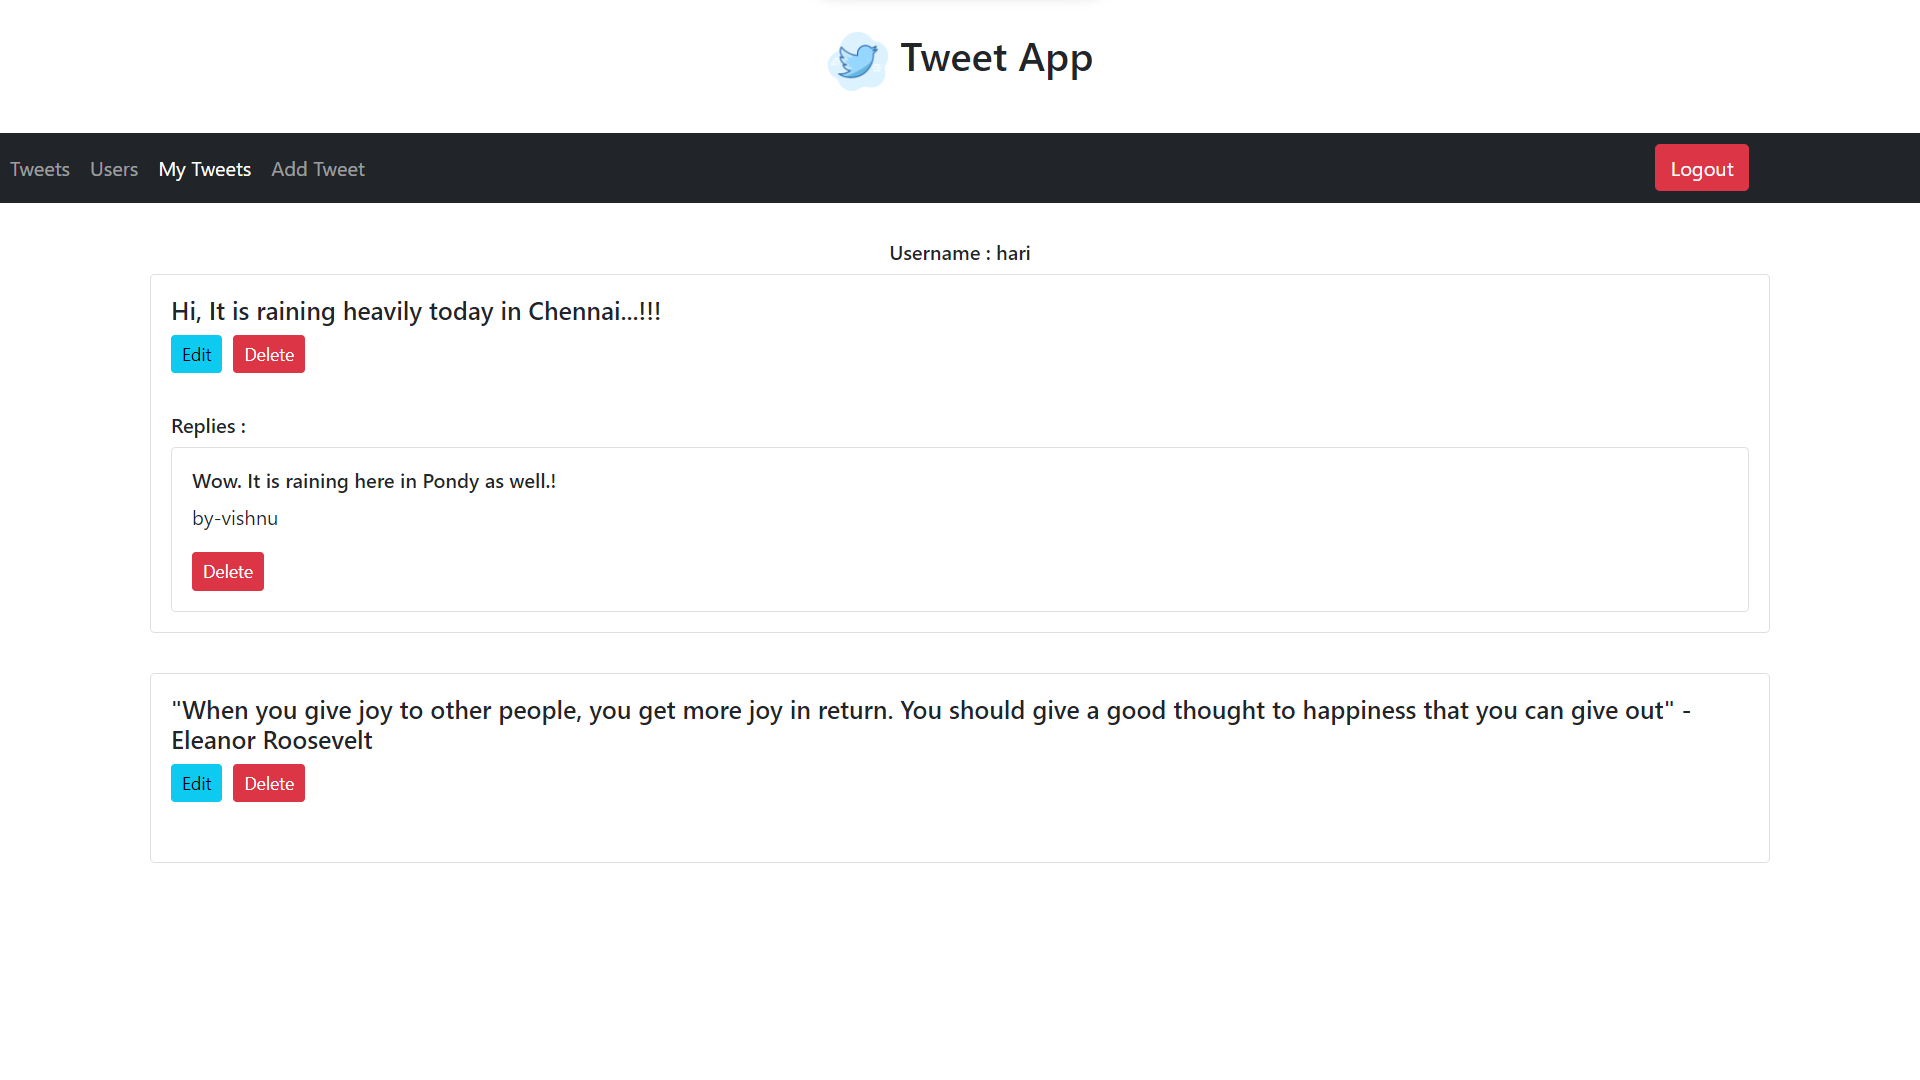 Tweet App
Tweets Users My Tweets Add Tweet Logout
Username : hari
Hi, It is raining heavily today in Chennai...!!!
Edit Delete
Replies :
Wow. It is raining here in Pondy as well.!
by-vishnu
Delete
"When you give joy to other people, you get more joy in return. You should give a good thought to happiness that you can give out" -
Eleanor Roosevelt
Edit Delete